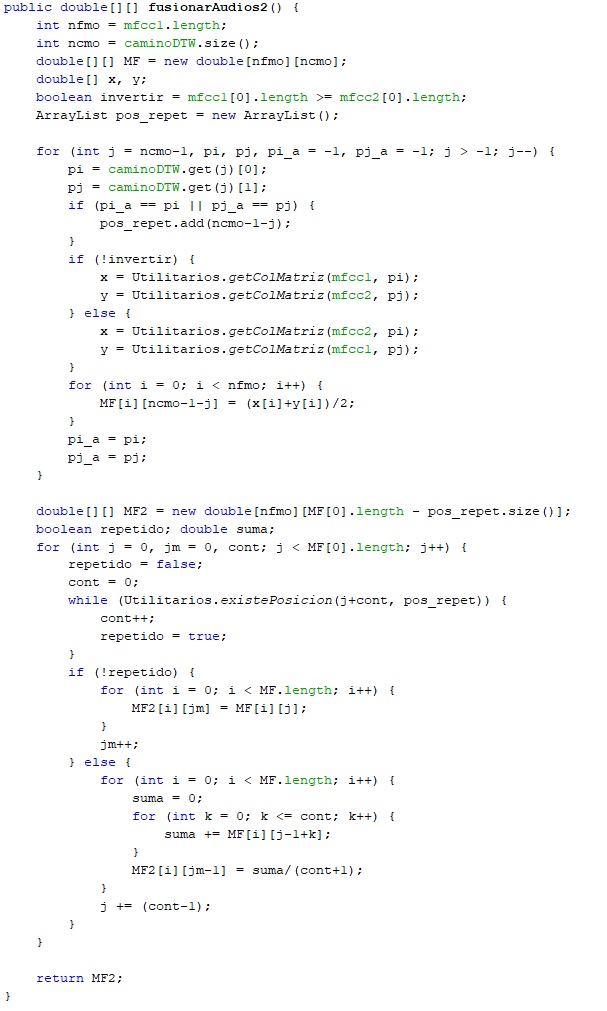 public double[][] fusionarAudios2() {
    int nfmo = mfcc1.length;
    int ncmo = caminoDTW.size();
    double[][] MF = new double[nfmo][ncmo];
    double[] x, y;
    boolean invertir = mfcc1[0].length >= mfcc2[0].length;
    ArrayList pos_repet = new ArrayList();

    for (int j = ncmo-1, pi, pj, pi_a = -1, pj_a = -1; j > -1; j--) {
        pi = caminoDTW.get(j)[0];
        pj = caminoDTW.get(j)[1];
        if (pi_a == pi || pj_a == pj) {
            pos_repet.add(ncmo-1-j);
        }
        if (!invertir) {
            x = Utilitarios.getColMatriz(mfcc1, pi);
            y = Utilitarios.getColMatriz(mfcc2, pj);
        } else {
            x = Utilitarios.getColMatriz(mfcc2, pi);
            y = Utilitarios.getColMatriz(mfcc1, pj);
        }
        for (int i = 0; i < nfmo; i++) {
            MF[i][ncmo-1-j] = (x[i]+y[i])/2;
        }
        pi_a = pi;
        pj_a = pj;
    }

    double[][] MF2 = new double[nfmo][MF[0].length - pos_repet.size()];
    boolean repetido; double suma;
    for (int j = 0, jm = 0, cont; j < MF[0].length; j++) {
        repetido = false;
        cont = 0;
        while (Utilitarios.existePosicion(j+cont, pos_repet)) {
            cont++;
            repetido = true;
        }
        if (!repetido) {
            for (int i = 0; i < MF.length; i++) {
                MF2[i][jm] = MF[i][j];
            }
            jm++;
        } else {
            for (int i = 0; i < MF.length; i++) {
                suma = 0;
                for (int k = 0; k <= cont; k++) {
                    suma += MF[i][j-1+k];
                }
                MF2[i][jm-1] = suma/(cont+1);
            }
            j += (cont-1);
        }
    }

    return MF2;
}